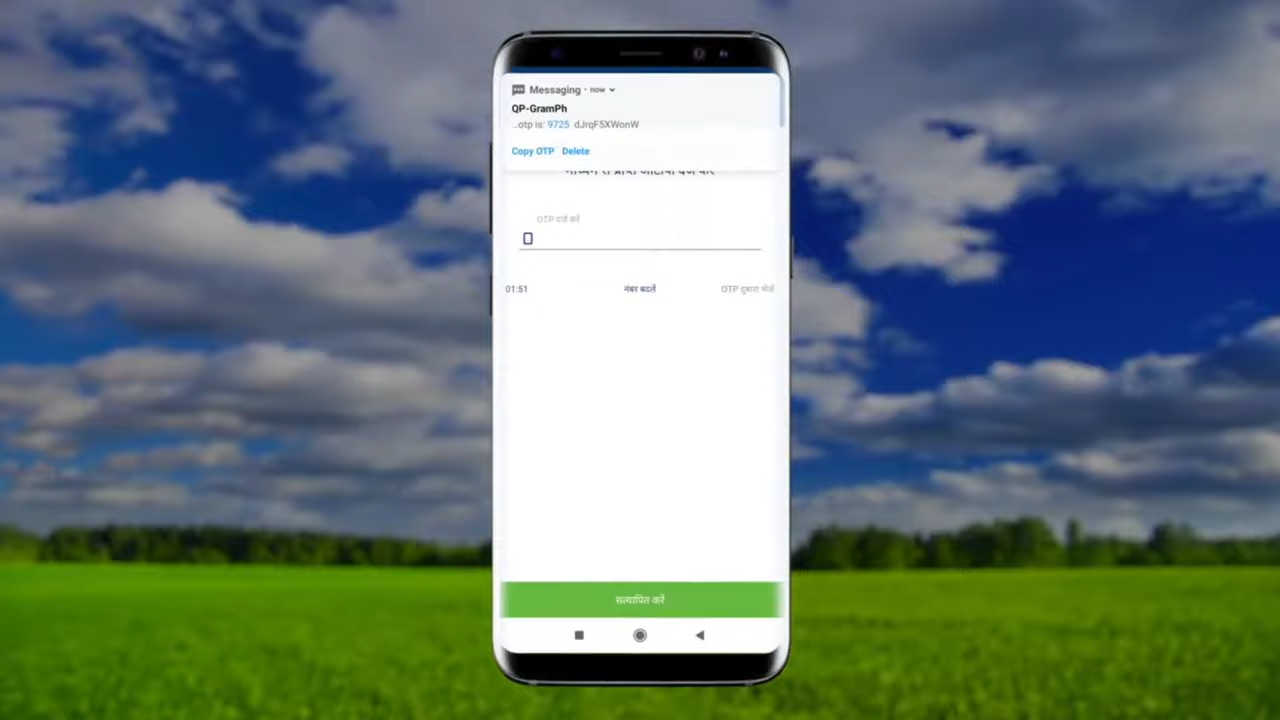 Messaging · now
QP-GramPh
...otp is: 9725 dJrqF5XWonW
Copy OTP Delete
OTP दर्ज करें
01:51 नंबर बदलें OTP दुबारा भेजें
सत्यापित करें